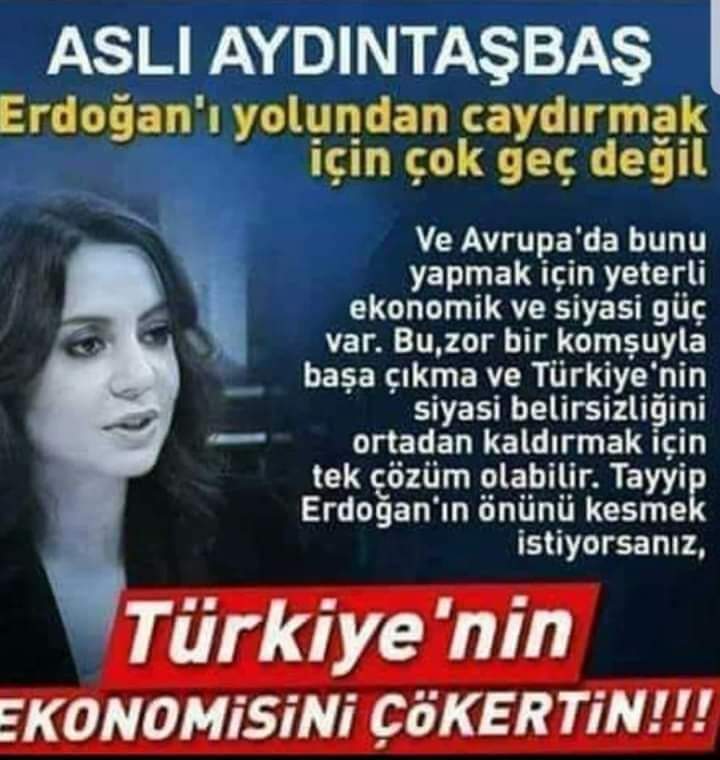 ASLI AYDINTAŞBAŞ
Erdoğan'ı yolundan caydırmak
için çok geç değil
Ve Avrupa'da bunu
yapmak için yeterli
ekonomik ve siyasi güç
var. Bu,zor bir komşuyla
başa çıkma ve Türkiye'nin
siyasi belirsizliğini
ortadan kaldırmak için
tek çözüm olabilir. Tayyip
Erdoğan'ın önünü kesmek
istiyorsanız,
Türkiye'nin
EKONOMİSİNİ ÇÖKERTİN!!!